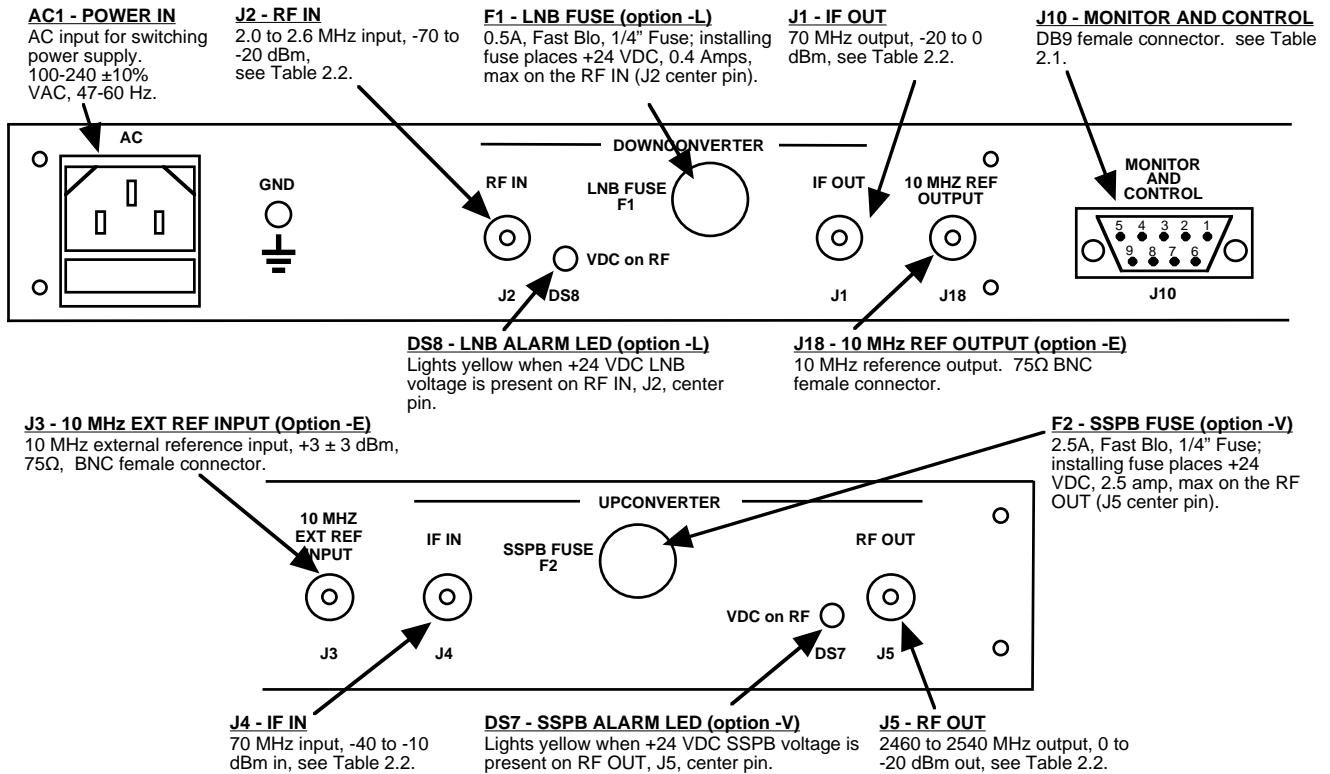 AC1 - POWER IN
AC input for switching
power supply.
100-240 ±10%
VAC, 47-60 Hz.
J2 - RF IN
2.0 to 2.6 MHz input, -70 to
-20 dBm,
see Table 2.2.
F1 - LNB FUSE (option -L)
0.5A, Fast Blo, 1/4” Fuse; installing
fuse places +24 VDC, 0.4 Amps,
max on the RF IN (J2 center pin).
J1 - IF OUT
70 MHz output, -20 to 0
dBm, see Table 2.2.
J10 - MONITOR AND CONTROL
DB9 female connector. see Table
2.1.
AC
GND
DOWNCONVERTER
RF IN
J2
DS8
VDC on RF
LNB FUSE
F1
IF OUT
J1
10 MHZ REF
OUTPUT
J18
MONITOR
AND
CONTROL
5 4 3 2 1
9 8 7 6
J10
DS8 - LNB ALARM LED (option -L)
Lights yellow when +24 VDC LNB
voltage is present on RF IN, J2, center
pin.
J18 - 10 MHz REF OUTPUT (option -E)
10 MHz reference output. 75Ω BNC
female connector.
J3 - 10 MHz EXT REF INPUT (Option -E)
10 MHz external reference input, +3 ± 3 dBm,
75Ω, BNC female connector.
F2 - SSPB FUSE (option -V)
2.5A, Fast Blo, 1/4” Fuse;
installing fuse places +24
VDC, 2.5 amp, max on the RF
OUT (J5 center pin).
UPCONVERTER
10 MHZ
EXT REF
INPUT
J3
IF IN
J4
SSPB FUSE
F2
VDC on RF
DS7
RF OUT
J5
J4 - IF IN
70 MHz input, -40 to -10
dBm in, see Table 2.2.
DS7 - SSPB ALARM LED (option -V)
Lights yellow when +24 VDC SSPB voltage is
present on RF OUT, J5, center pin.
J5 - RF OUT
2460 to 2540 MHz output, 0 to
-20 dBm out, see Table 2.2.